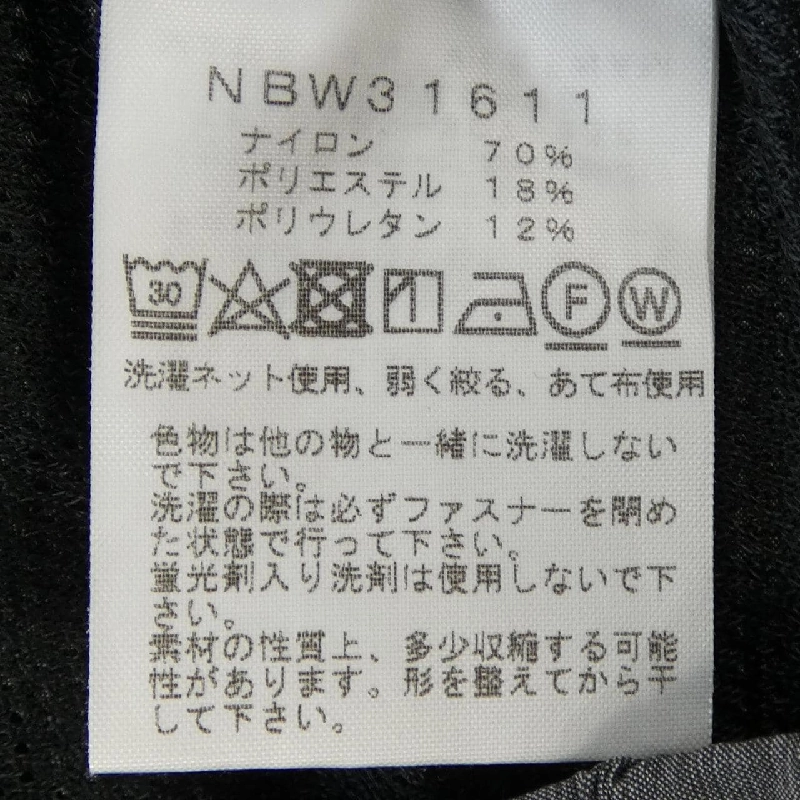 NBW31611
ナイロン 70%
ポリエステル 18%
ポリウレタン 12%
30 F W
洗濯ネット使用、弱く絞る、あて布使用
色物は他の物と一緒に洗濯しない
で下さい。
洗濯の際は必ずファスナーを閉め
た状態で行って下さい。
蛍光剤入り洗剤は使用しないで下
さい。
素材の性質上、多少収縮する可能
性があります。形を整えてから干
して下さい。